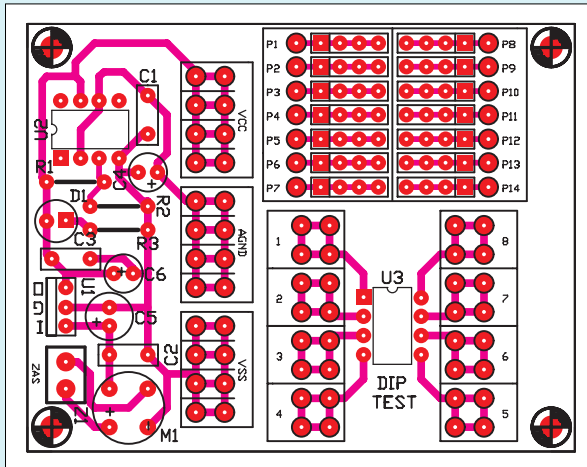 P1
P2
P3
P4
P5
P6
P7
P8
P9
P10
P11
P12
P13
P14
VCC
AGND
VSS
C1
U2
R1
C4
D1
R2
R3
C3
C6
U1
O
G
I
C5
C2
ZAS
Z1
M1
1
2
3
4
8
7
6
5
U3
DIP
TEST